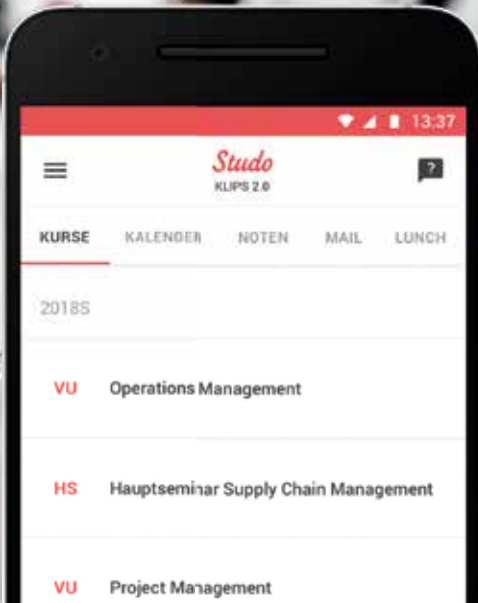 13:37
Studo
KLIPS 2.0
?
KURSE KALENDER NOTEN MAIL LUNCH
2018S
VU Operations Management
HS Hauptseminar Supply Chain Management
VU Project Management